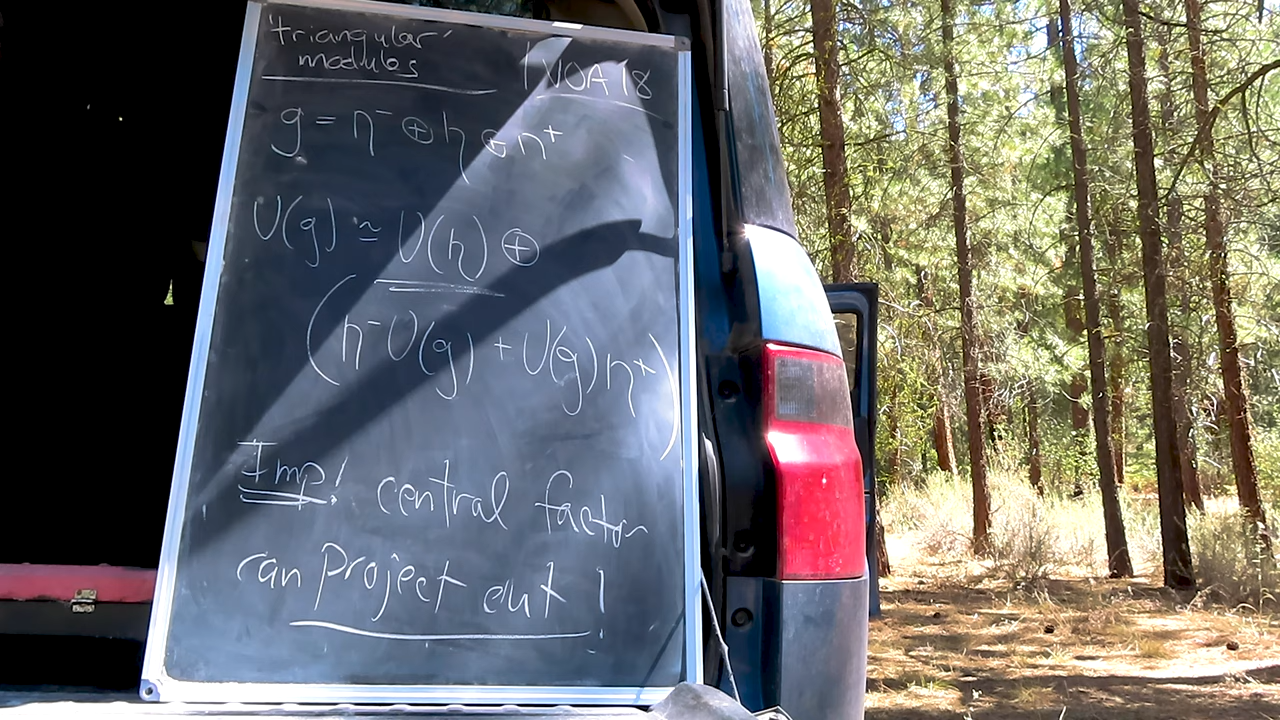 triangular
modules
VOA 18
g = n⁻ ⊕ h ⊕ n⁺
U(g) ≃ U(h) ⊕
(n⁻U(g) + U(g)n⁺)
Imp! central factor
can project out!